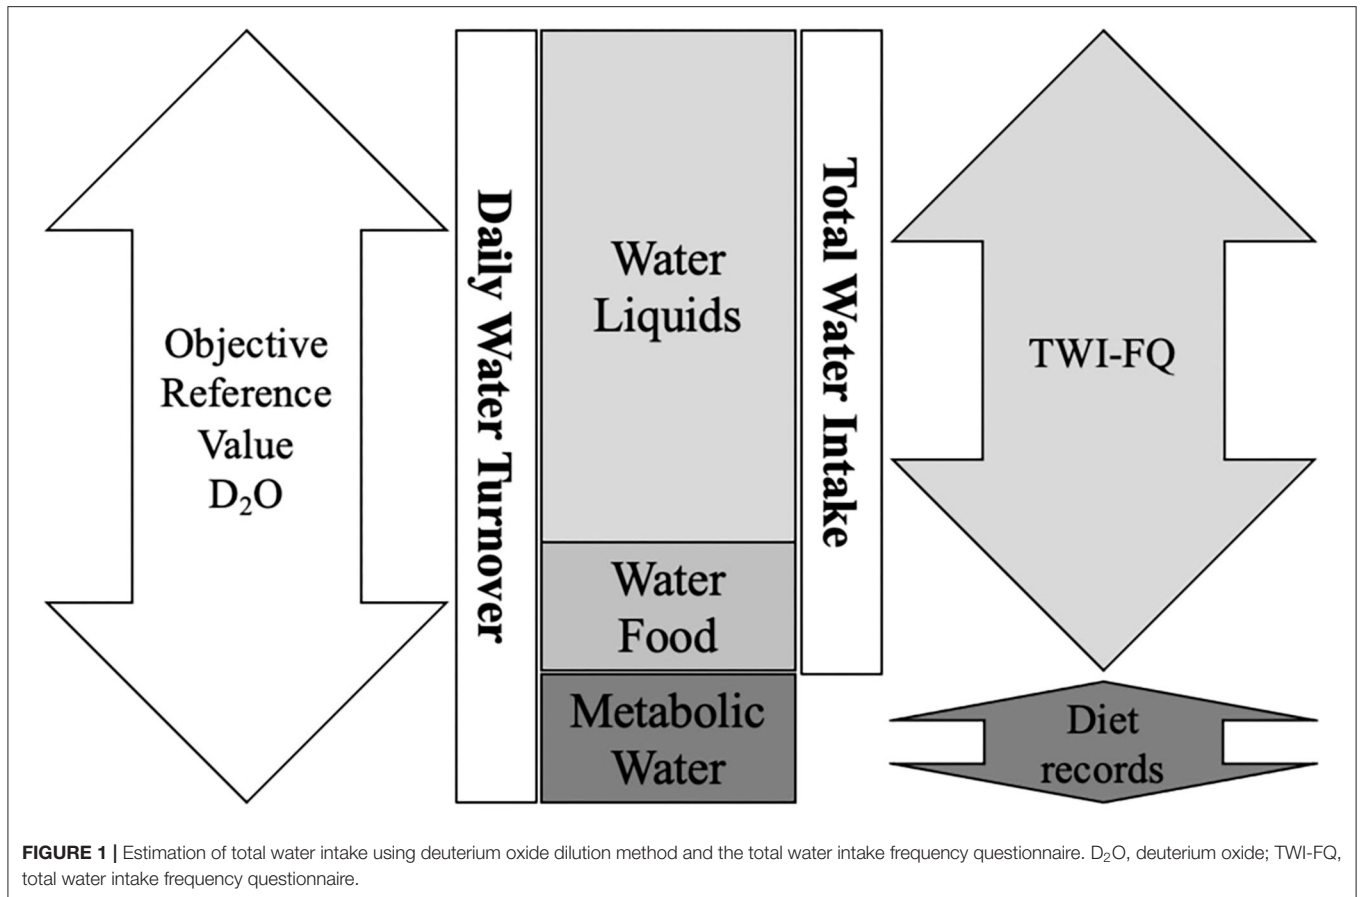 Objective
Reference
Value
D₂O
Daily Water Turnover
Water
Liquids
Water
Food
Metabolic
Water
Total Water Intake
TWI-FQ
Diet
records
FIGURE 1 | Estimation of total water intake using deuterium oxide dilution method and the total water intake frequency questionnaire. D₂O, deuterium oxide; TWI-FQ,
total water intake frequency questionnaire.